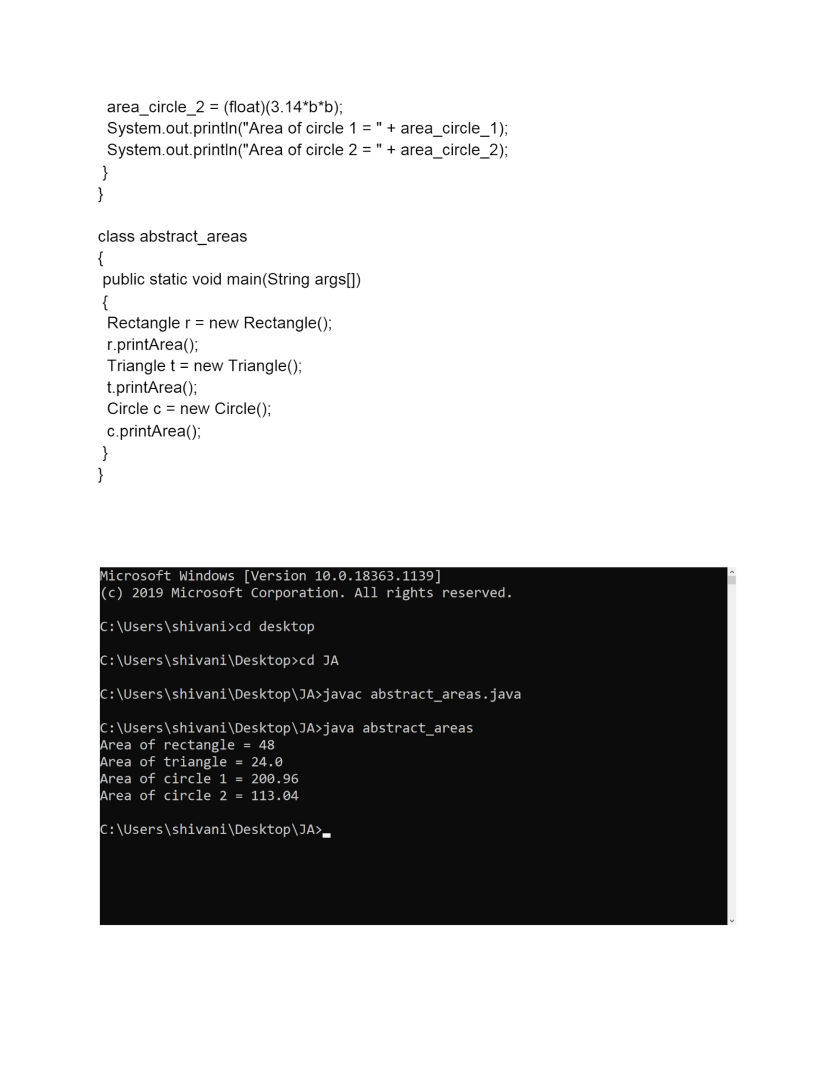 area_circle_2 = (float)(3.14*b*b);
System.out.println("Area of circle 1 = " + area_circle_1);
System.out.println("Area of circle 2 = " + area_circle_2);
}
}
class abstract_areas
{
public static void main(String args[])
{
Rectangle r = new Rectangle();
r.printArea();
Triangle t = new Triangle();
t.printArea();
Circle c = new Circle();
c.printArea();
}
}
Microsoft Windows [Version 10.0.18363.1139]
(c) 2019 Microsoft Corporation. All rights reserved.
C:\Users\shivani>cd desktop
C:\Users\shivani\Desktop>cd JA
C:\Users\shivani\Desktop\JA>javac abstract_areas.java
C:\Users\shivani\Desktop\JA>java abstract_areas
Area of rectangle = 48
Area of triangle = 24.0
Area of circle 1 = 200.96
Area of circle 2 = 113.04
C:\Users\shivani\Desktop\JA>